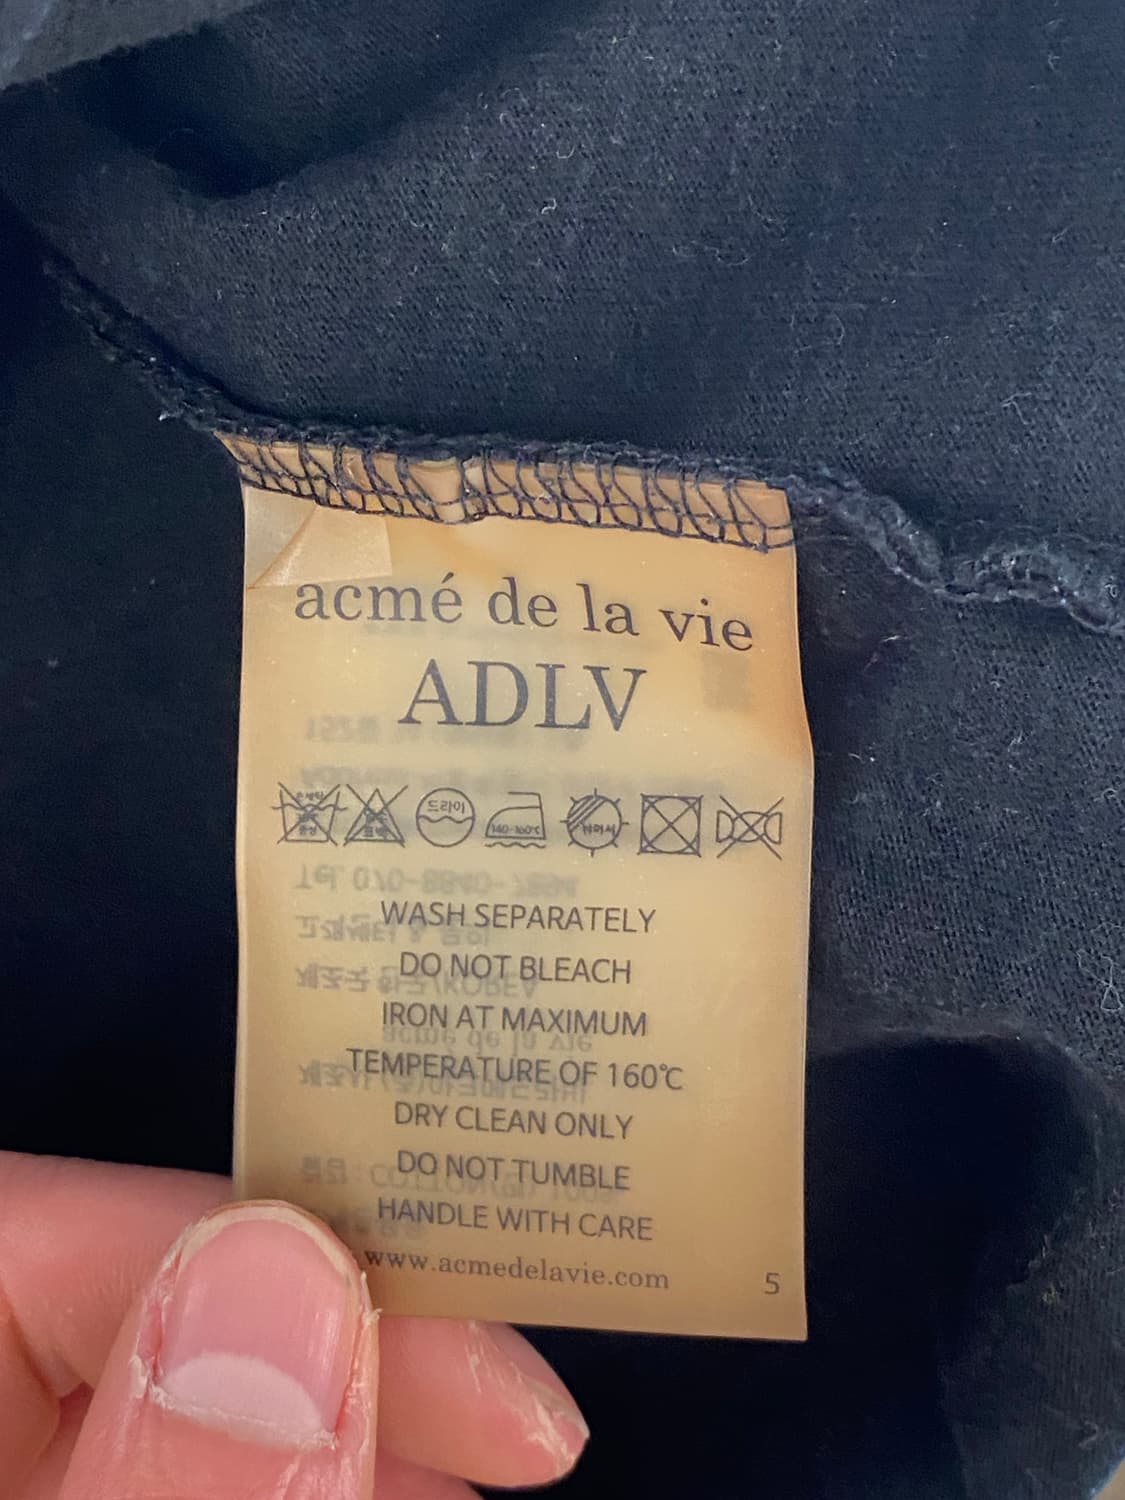 acmé de la vie
ADLV
드라이
140~160℃
WASH SEPARATELY
DO NOT BLEACH
IRON AT MAXIMUM
TEMPERATURE OF 160℃
DRY CLEAN ONLY
DO NOT TUMBLE
HANDLE WITH CARE
www.acmedelavie.com
5